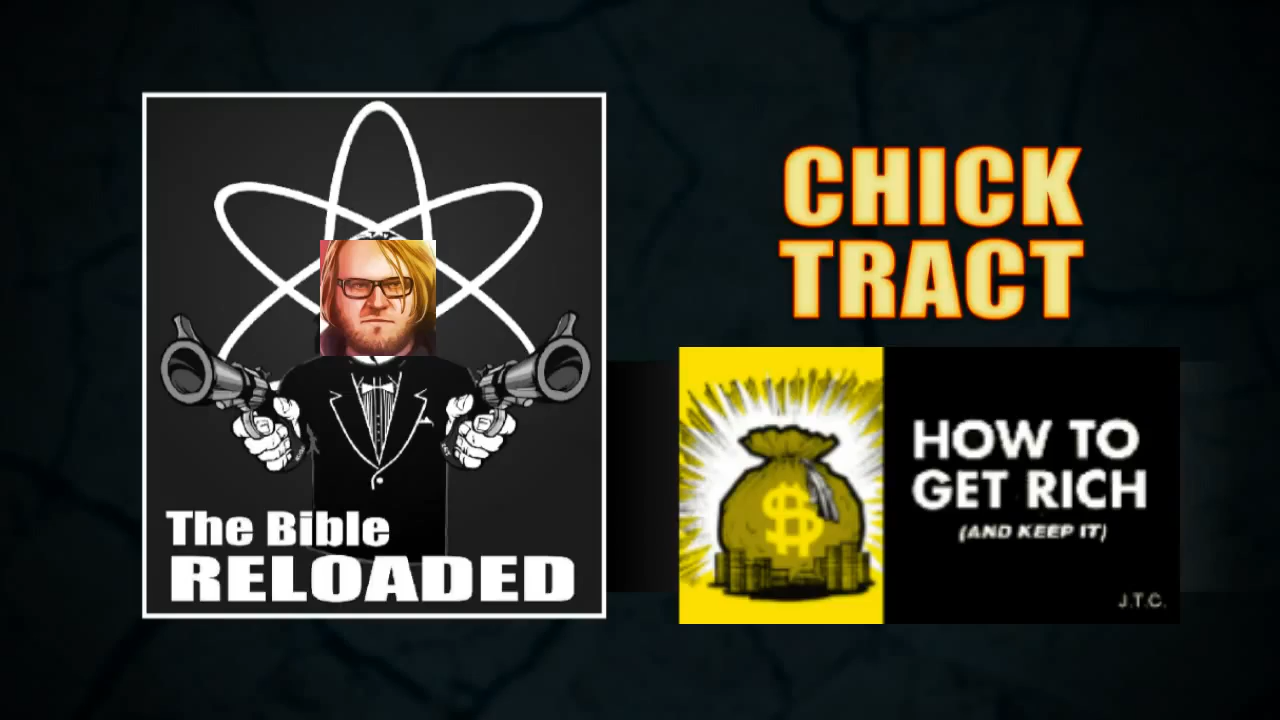 The Bible
RELOADED
CHICK
TRACT
$
HOW TO
GET RICH
(AND KEEP IT)
J.T.C.